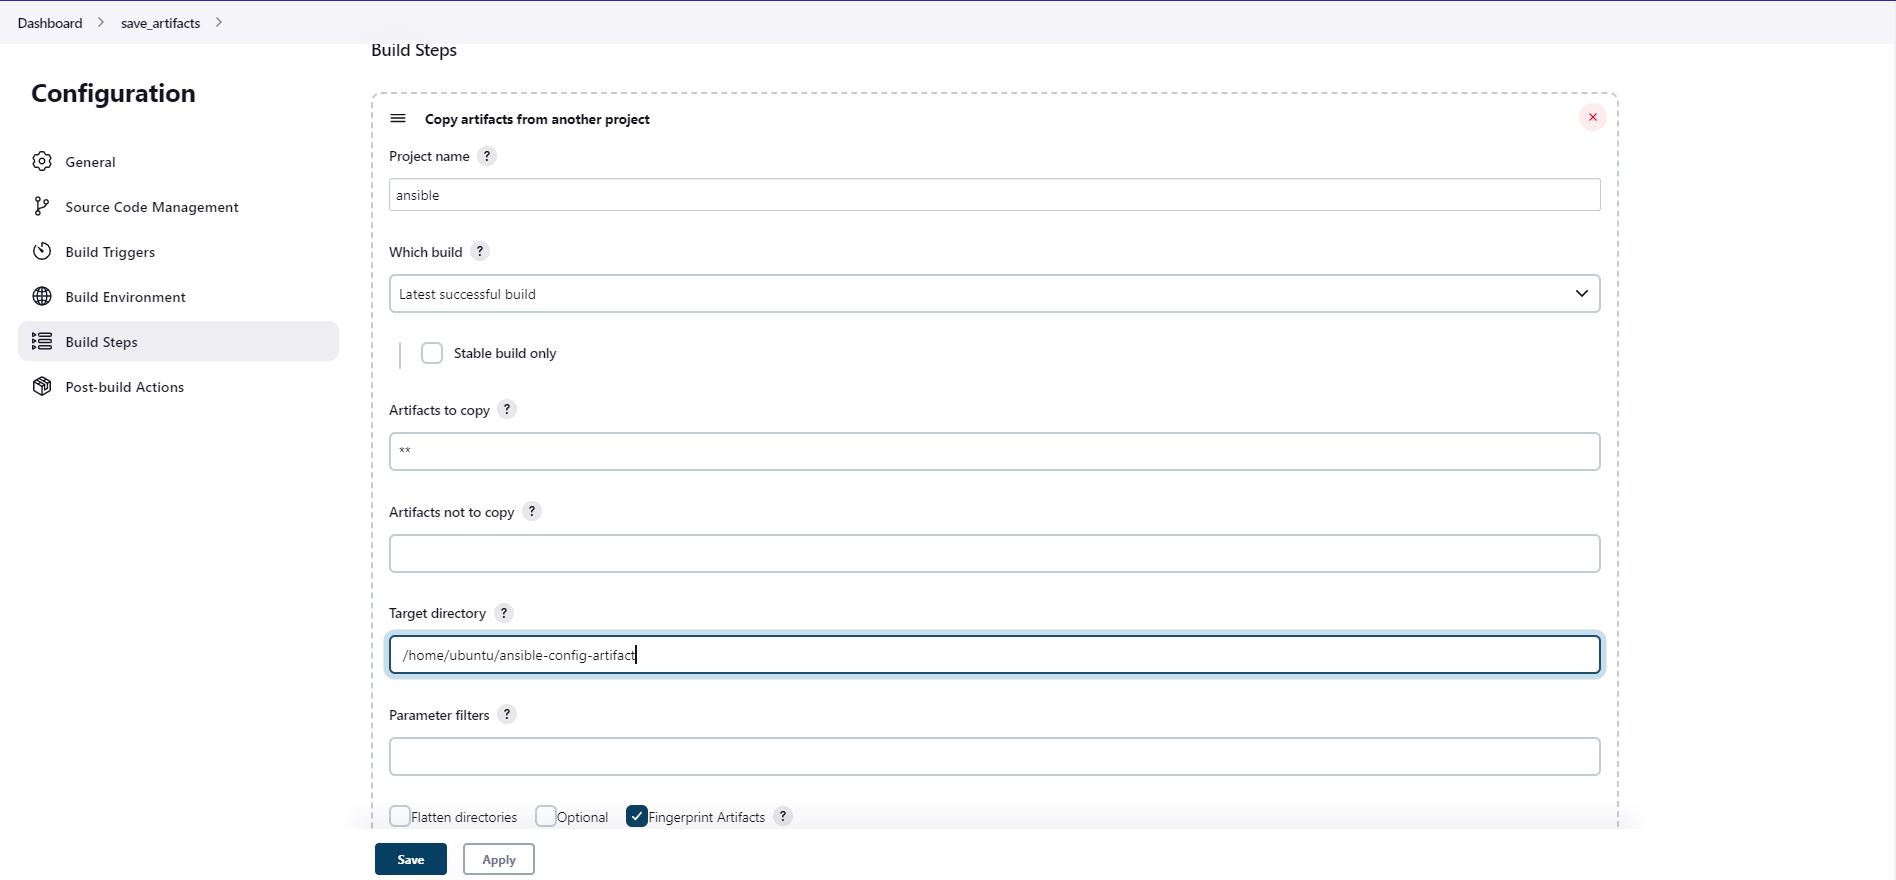 Dashboard > save_artifacts >
Build Steps
Configuration
General
Source Code Management
Build Triggers
Build Environment
Build Steps
Post-build Actions
Copy artifacts from another project
Project name ?
ansible
Which build ?
Latest successful build
Stable build only
Artifacts to copy ?
**
Artifacts not to copy ?
Target directory ?
/home/ubuntu/ansible-config-artifact
Parameter filters ?
Flatten directories Optional Fingerprint Artifacts ?
Save Apply